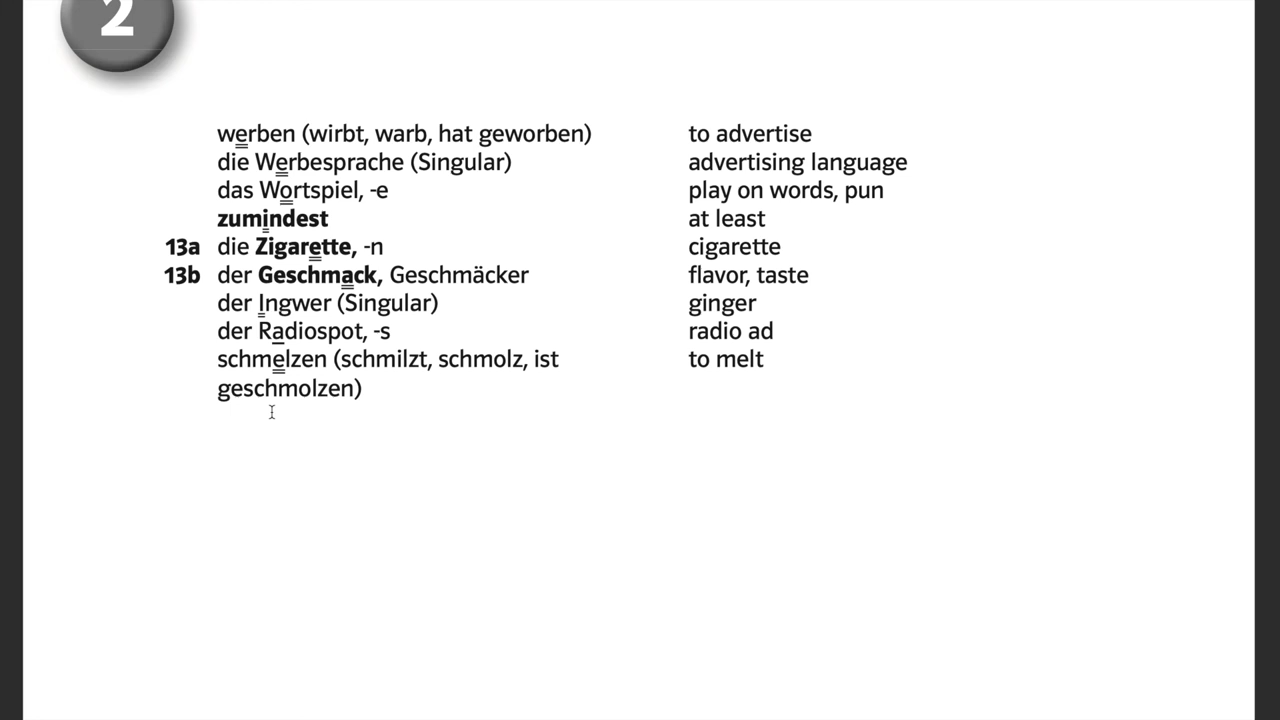 2
werben (wirbt, warb, hat geworben) to advertise
die Werbesprache (Singular) advertising language
das Wortspiel, -e play on words, pun
zumindest at least
13a die Zigarette, -n cigarette
13b der Geschmack, Geschmäcker flavor, taste
der Ingwer (Singular) ginger
der Radiospot, -s radio ad
schmelzen (schmilzt, schmolz, ist to melt
geschmolzen)